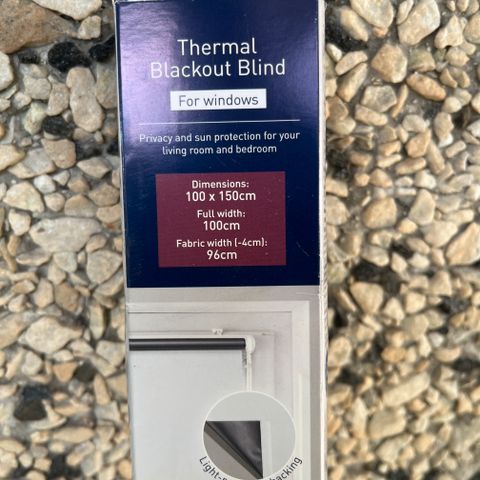 Thermal
Blackout Blind
For windows
Privacy and sun protection for your
living room and bedroom
Dimensions:
100 x 150cm
Full width:
100cm
Fabric width (-4cm):
96cm
backing